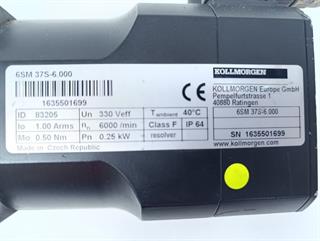 6SM 37S-6.000
1635501699
ID 83205 Un 330 Veff Tambient 40°C
Io 1.00 Arms nn 6000 /min Class F IP 64
Mo 0.50 Nm Pn 0.25 kW resolver
Made in Czech Republic
KOLLMORGEN
CE
KOLLMORGEN Europe GmbH
Pempelfurtstrasse 1
40880 Ratingen
6SM 37S-6.000
SN 1635501699
www.kollmorgen.com